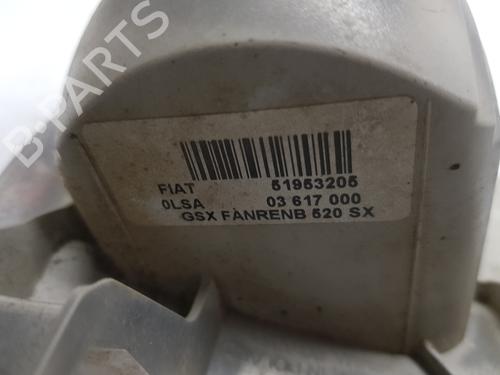 B-PARTS
FIAT 51953205
0LSA 03 617 000
GSX FANRENB 520 SX